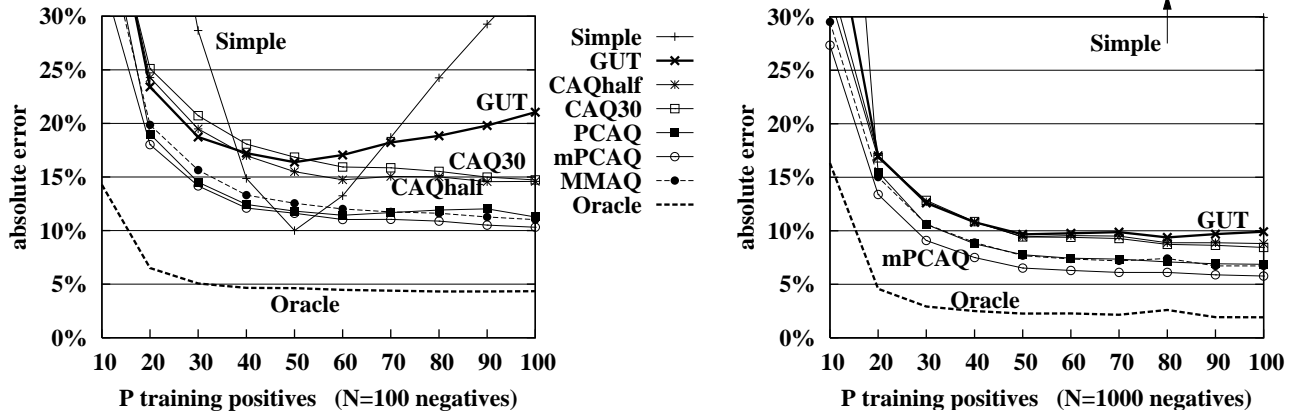 30%
25%
20%
15%
10%
5%
0%
absolute error
10 20 30 40 50 60 70 80 90 100
P training positives (N=100 negatives)
Simple
GUT
CAQ30
CAQhalf
Oracle
Simple
GUT
CAQhalf
CAQ30
PCAQ
mPCAQ
MMAQ
Oracle
30%
25%
20%
15%
10%
5%
0%
absolute error
10 20 30 40 50 60 70 80 90 100
P training positives (N=1000 negatives)
Simple
GUT
mPCAQ
Oracle